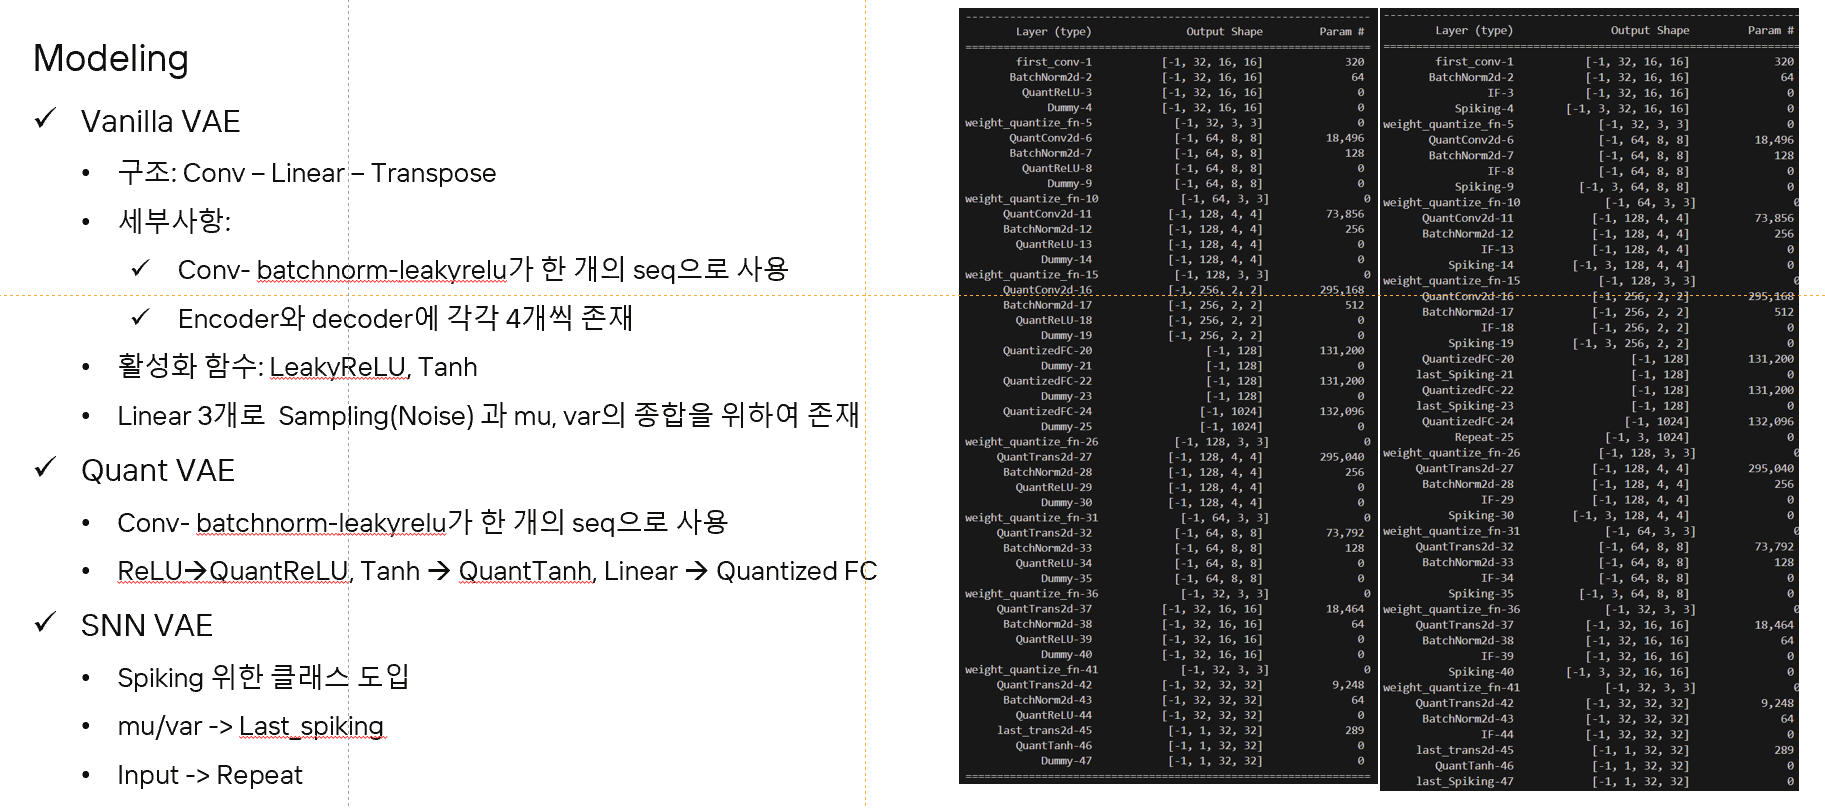 Modeling
✓ Vanilla VAE
• 구조: Conv – Linear – Transpose
• 세부사항:
✓ Conv- batchnorm-leakyrelu가 한 개의 seq으로 사용
✓ Encoder와 decoder에 각각 4개씩 존재
• 활성화 함수: LeakyReLU, Tanh
• Linear 3개로 Sampling(Noise) 과 mu, var의 종합을 위하여 존재
✓ Quant VAE
• Conv- batchnorm-leakyrelu가 한 개의 seq으로 사용
• ReLU→QuantReLU, Tanh → QuantTanh, Linear → Quantized FC
✓ SNN VAE
• Spiking 위한 클래스 도입
• mu/var -> Last_spiking
• Input -> Repeat
Layer (type) Output Shape Param #
first_conv-1 [-1, 32, 16, 16] 320
BatchNorm2d-2 [-1, 32, 16, 16] 64
QuantReLU-3 [-1, 32, 16, 16] 0
Dummy-4 [-1, 32, 16, 16] 0
weight_quantize_fn-5 [-1, 32, 3, 3] 0
QuantConv2d-6 [-1, 64, 8, 8] 18,496
BatchNorm2d-7 [-1, 64, 8, 8] 128
QuantReLU-8 [-1, 64, 8, 8] 0
Dummy-9 [-1, 64, 8, 8] 0
weight_quantize_fn-10 [-1, 64, 3, 3] 0
QuantConv2d-11 [-1, 128, 4, 4] 73,856
BatchNorm2d-12 [-1, 128, 4, 4] 256
QuantReLU-13 [-1, 128, 4, 4] 0
Dummy-14 [-1, 128, 4, 4] 0
weight_quantize_fn-15 [-1, 128, 3, 3] 0
QuantConv2d-16 [-1, 256, 2, 2] 295,168
BatchNorm2d-17 [-1, 256, 2, 2] 512
QuantReLU-18 [-1, 256, 2, 2] 0
Dummy-19 [-1, 256, 2, 2] 0
QuantizedFC-20 [-1, 128] 131,200
Dummy-21 [-1, 128] 0
QuantizedFC-22 [-1, 128] 131,200
Dummy-23 [-1, 128] 0
QuantizedFC-24 [-1, 1024] 132,096
Dummy-25 [-1, 1024] 0
weight_quantize_fn-26 [-1, 128, 3, 3] 0
QuantTrans2d-27 [-1, 128, 4, 4] 295,040
BatchNorm2d-28 [-1, 128, 4, 4] 256
QuantReLU-29 [-1, 128, 4, 4] 0
Dummy-30 [-1, 128, 4, 4] 0
weight_quantize_fn-31 [-1, 64, 3, 3] 0
QuantTrans2d-32 [-1, 64, 8, 8] 73,792
BatchNorm2d-33 [-1, 64, 8, 8] 128
QuantReLU-34 [-1, 64, 8, 8] 0
Dummy-35 [-1, 64, 8, 8] 0
weight_quantize_fn-36 [-1, 32, 3, 3] 0
QuantTrans2d-37 [-1, 32, 16, 16] 18,464
BatchNorm2d-38 [-1, 32, 16, 16] 64
QuantReLU-39 [-1, 32, 16, 16] 0
Dummy-40 [-1, 32, 16, 16] 0
weight_quantize_fn-41 [-1, 32, 3, 3] 0
QuantTrans2d-42 [-1, 32, 32, 32] 9,248
BatchNorm2d-43 [-1, 32, 32, 32] 64
QuantReLU-44 [-1, 32, 32, 32] 0
last_trans2d-45 [-1, 1, 32, 32] 289
QuantTanh-46 [-1, 1, 32, 32] 0
Dummy-47 [-1, 1, 32, 32] 0
Layer (type) Output Shape Param #
first_conv-1 [-1, 32, 16, 16] 320
BatchNorm2d-2 [-1, 32, 16, 16] 64
IF-3 [-1, 32, 16, 16] 0
Spiking-4 [-1, 3, 32, 16, 16] 0
weight_quantize_fn-5 [-1, 32, 3, 3] 0
QuantConv2d-6 [-1, 64, 8, 8] 18,496
BatchNorm2d-7 [-1, 64, 8, 8] 128
IF-8 [-1, 64, 8, 8] 0
Spiking-9 [-1, 3, 64, 8, 8] 0
weight_quantize_fn-10 [-1, 64, 3, 3] 0
QuantConv2d-11 [-1, 128, 4, 4] 73,856
BatchNorm2d-12 [-1, 128, 4, 4] 256
IF-13 [-1, 128, 4, 4] 0
Spiking-14 [-1, 3, 128, 4, 4] 0
weight_quantize_fn-15 [-1, 128, 3, 3] 0
QuantConv2d-16 [-1, 256, 2, 2] 295,168
BatchNorm2d-17 [-1, 256, 2, 2] 512
IF-18 [-1, 256, 2, 2] 0
Spiking-19 [-1, 3, 256, 2, 2] 0
QuantizedFC-20 [-1, 128] 131,200
last_Spiking-21 [-1, 128] 0
QuantizedFC-22 [-1, 128] 131,200
last_Spiking-23 [-1, 128] 0
QuantizedFC-24 [-1, 1024] 132,096
Repeat-25 [-1, 3, 1024] 0
weight_quantize_fn-26 [-1, 128, 3, 3] 0
QuantTrans2d-27 [-1, 128, 4, 4] 295,040
BatchNorm2d-28 [-1, 128, 4, 4] 256
IF-29 [-1, 128, 4, 4] 0
Spiking-30 [-1, 3, 128, 4, 4] 0
weight_quantize_fn-31 [-1, 64, 3, 3] 0
QuantTrans2d-32 [-1, 64, 8, 8] 73,792
BatchNorm2d-33 [-1, 64, 8, 8] 128
IF-34 [-1, 64, 8, 8] 0
Spiking-35 [-1, 3, 64, 8, 8] 0
weight_quantize_fn-36 [-1, 32, 3, 3] 0
QuantTrans2d-37 [-1, 32, 16, 16] 18,464
BatchNorm2d-38 [-1, 32, 16, 16] 64
IF-39 [-1, 32, 16, 16] 0
Spiking-40 [-1, 3, 32, 16, 16] 0
weight_quantize_fn-41 [-1, 32, 3, 3] 0
QuantTrans2d-42 [-1, 32, 32, 32] 9,248
BatchNorm2d-43 [-1, 32, 32, 32] 64
IF-44 [-1, 32, 32, 32] 0
last_trans2d-45 [-1, 1, 32, 32] 289
QuantTanh-46 [-1, 1, 32, 32] 0
last_Spiking-47 [-1, 1, 32, 32] 0